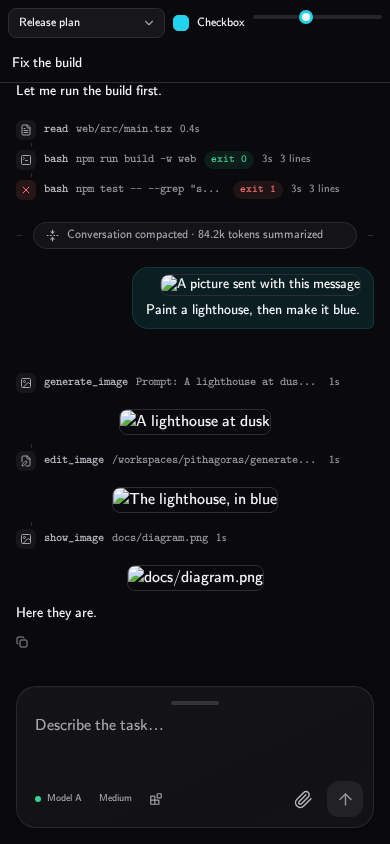 Release plan
Checkbox
Fix the build
Let me run the build first.
read web/src/main.tsx 0.4s
bash npm run build -w web exit 0 3s 3 lines
bash npm test -- --grep "s... exit 1 3s 3 lines
Conversation compacted · 84.2k tokens summarized
A picture sent with this message
Paint a lighthouse, then make it blue.
generate_image Prompt: A lighthouse at dus... 1s
A lighthouse at dusk
edit_image /workspaces/pithagoras/generate... 1s
The lighthouse, in blue
show_image docs/diagram.png 1s
docs/diagram.png
Here they are.
Describe the task...
Model A Medium